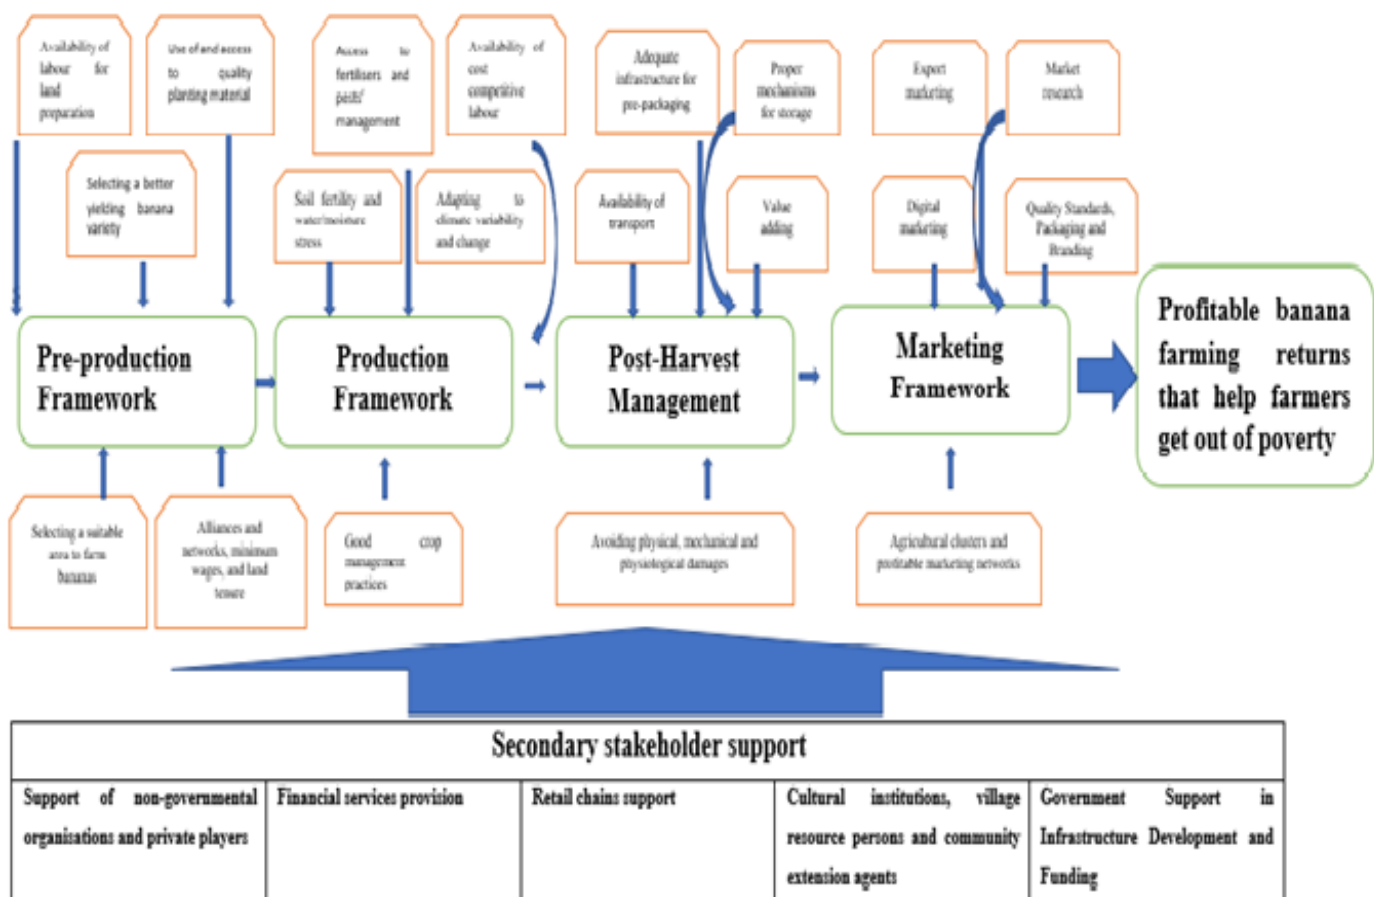 Availability of
labour for
land
preparation
Use of and access
to quality
planting material
Access to
fertilisers and
pests'
management
Availability of
cost
competitive
labour
Adequate
infrastructure for
pre-packaging
Proper
mechanisms
for storage
Export
marketing
Market
research
Selecting a better
yielding banana
variety
Soil fertility and
water/moisture
stress
Adapting to
climate variability
and change
Availability of
transport
Value
adding
Digital
marketing
Quality Standards,
Packaging and
Branding
Pre-production
Framework
Production
Framework
Post-Harvest
Management
Marketing
Framework
Profitable banana
farming returns
that help farmers
get out of poverty
Selecting a suitable
area to farm
bananas
Alliances and
networks, minimum
wages, and land
tenure
Good crop
management
practices
Avoiding physical, mechanical and
physiological damages
Agricultural clusters and
profitable marketing networks
Secondary stakeholder support
Support of non-governmental
organisations and private players
Financial services provision
Retail chains support
Cultural institutions, village
resource persons and community
extension agents
Government Support in
Infrastructure Development and
Funding